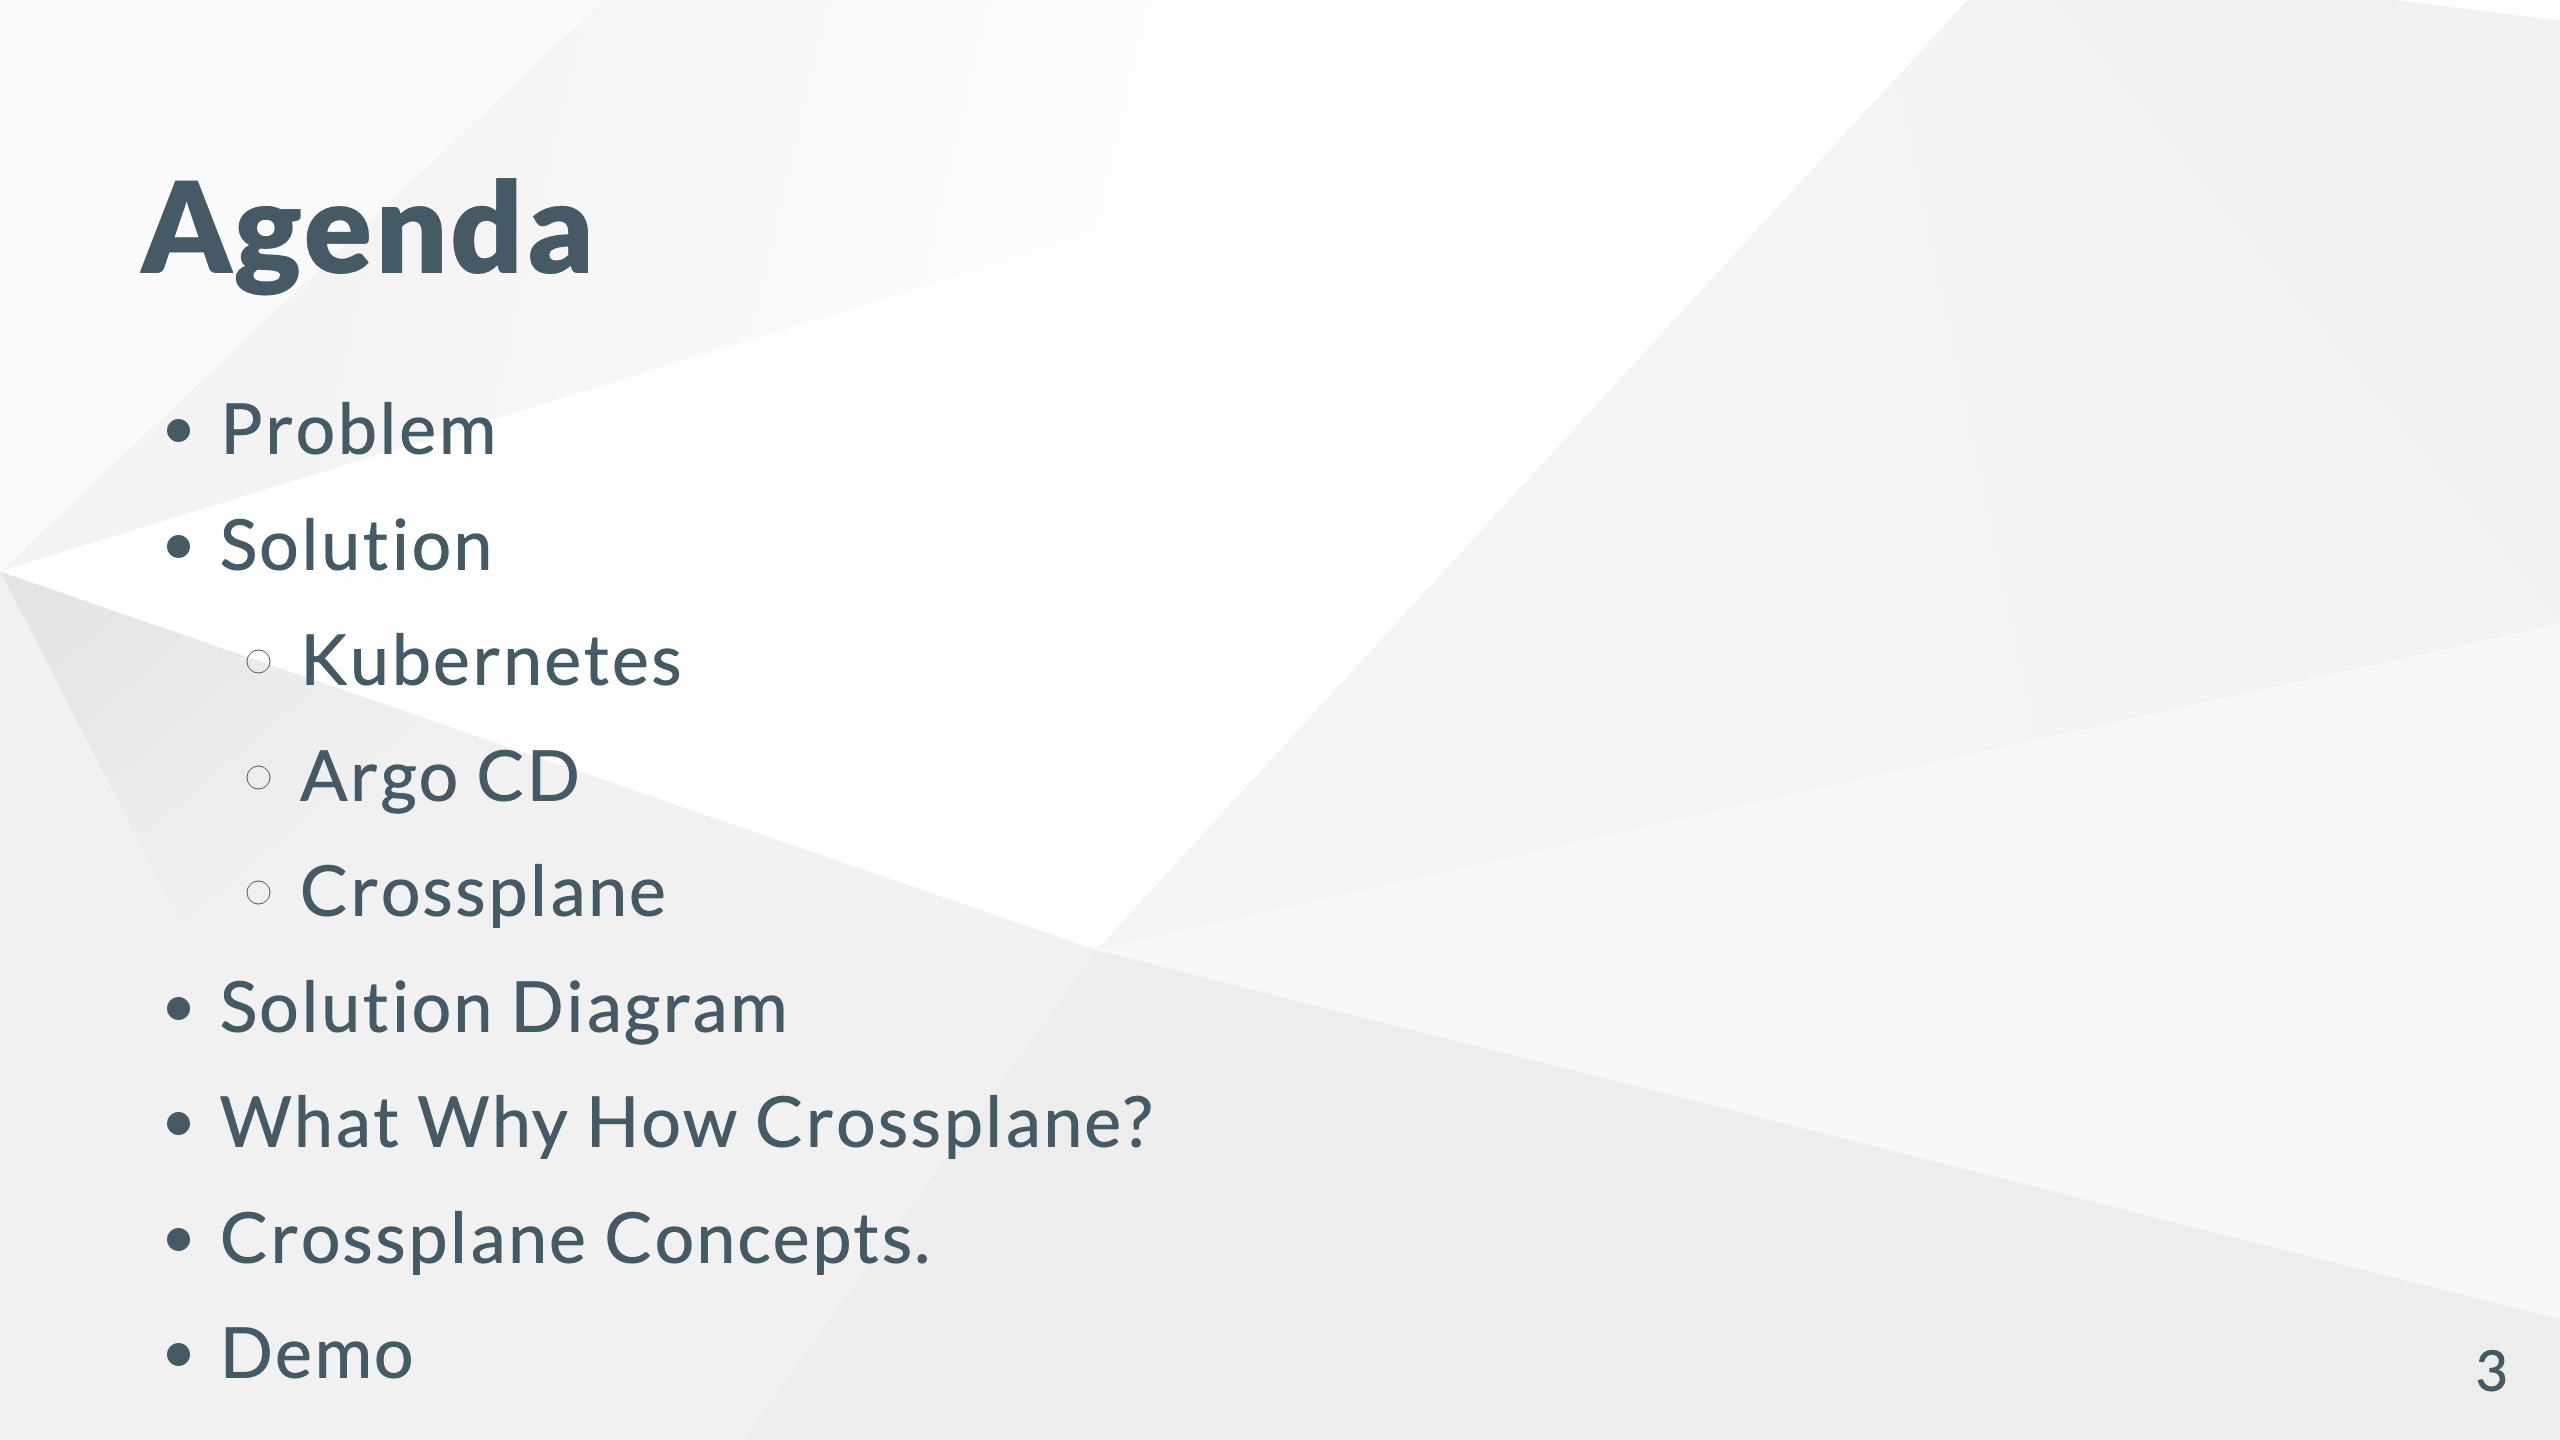 Agenda
• Problem
• Solution
○ Kubernetes
○ Argo CD
○ Crossplane
• Solution Diagram
• What Why How Crossplane?
• Crossplane Concepts.
• Demo
3